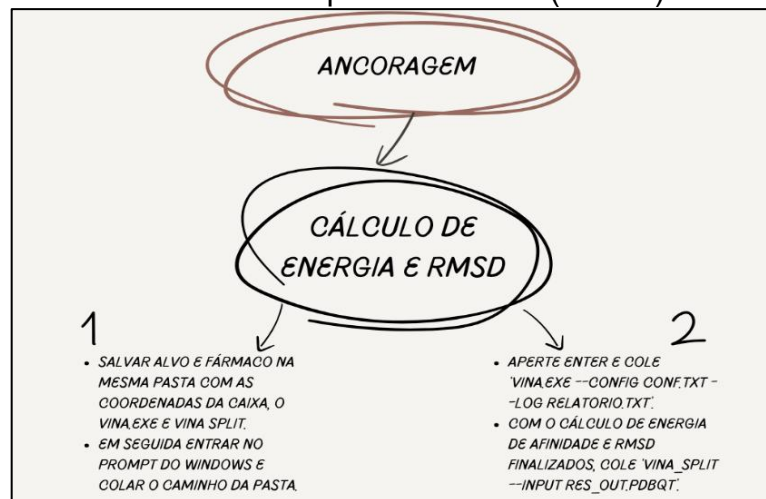 ANCORAGEM
CÁLCULO DE
ENERGIA E RMSD
1
• SALVAR ALVO E FÁRMACO NA
MESMA PASTA COM AS
COORDENADAS DA CAIXA, O
VINA.EXE E VINA SPLIT.
• EM SEGUIDA ENTRAR NO
PROMPT DO WINDOWS E
COLAR O CAMINHO DA PASTA.
2
• APERTE ENTER E COLE
'VINA.EXE --CONFIG CONF.TXT -
-LOG RELATORIO.TXT'.
• COM O CÁLCULO DE ENERGIA
DE AFINIDADE E RMSD
FINALIZADOS, COLE 'VINA_SPLIT
--INPUT RES_OUT.PDBQT'.